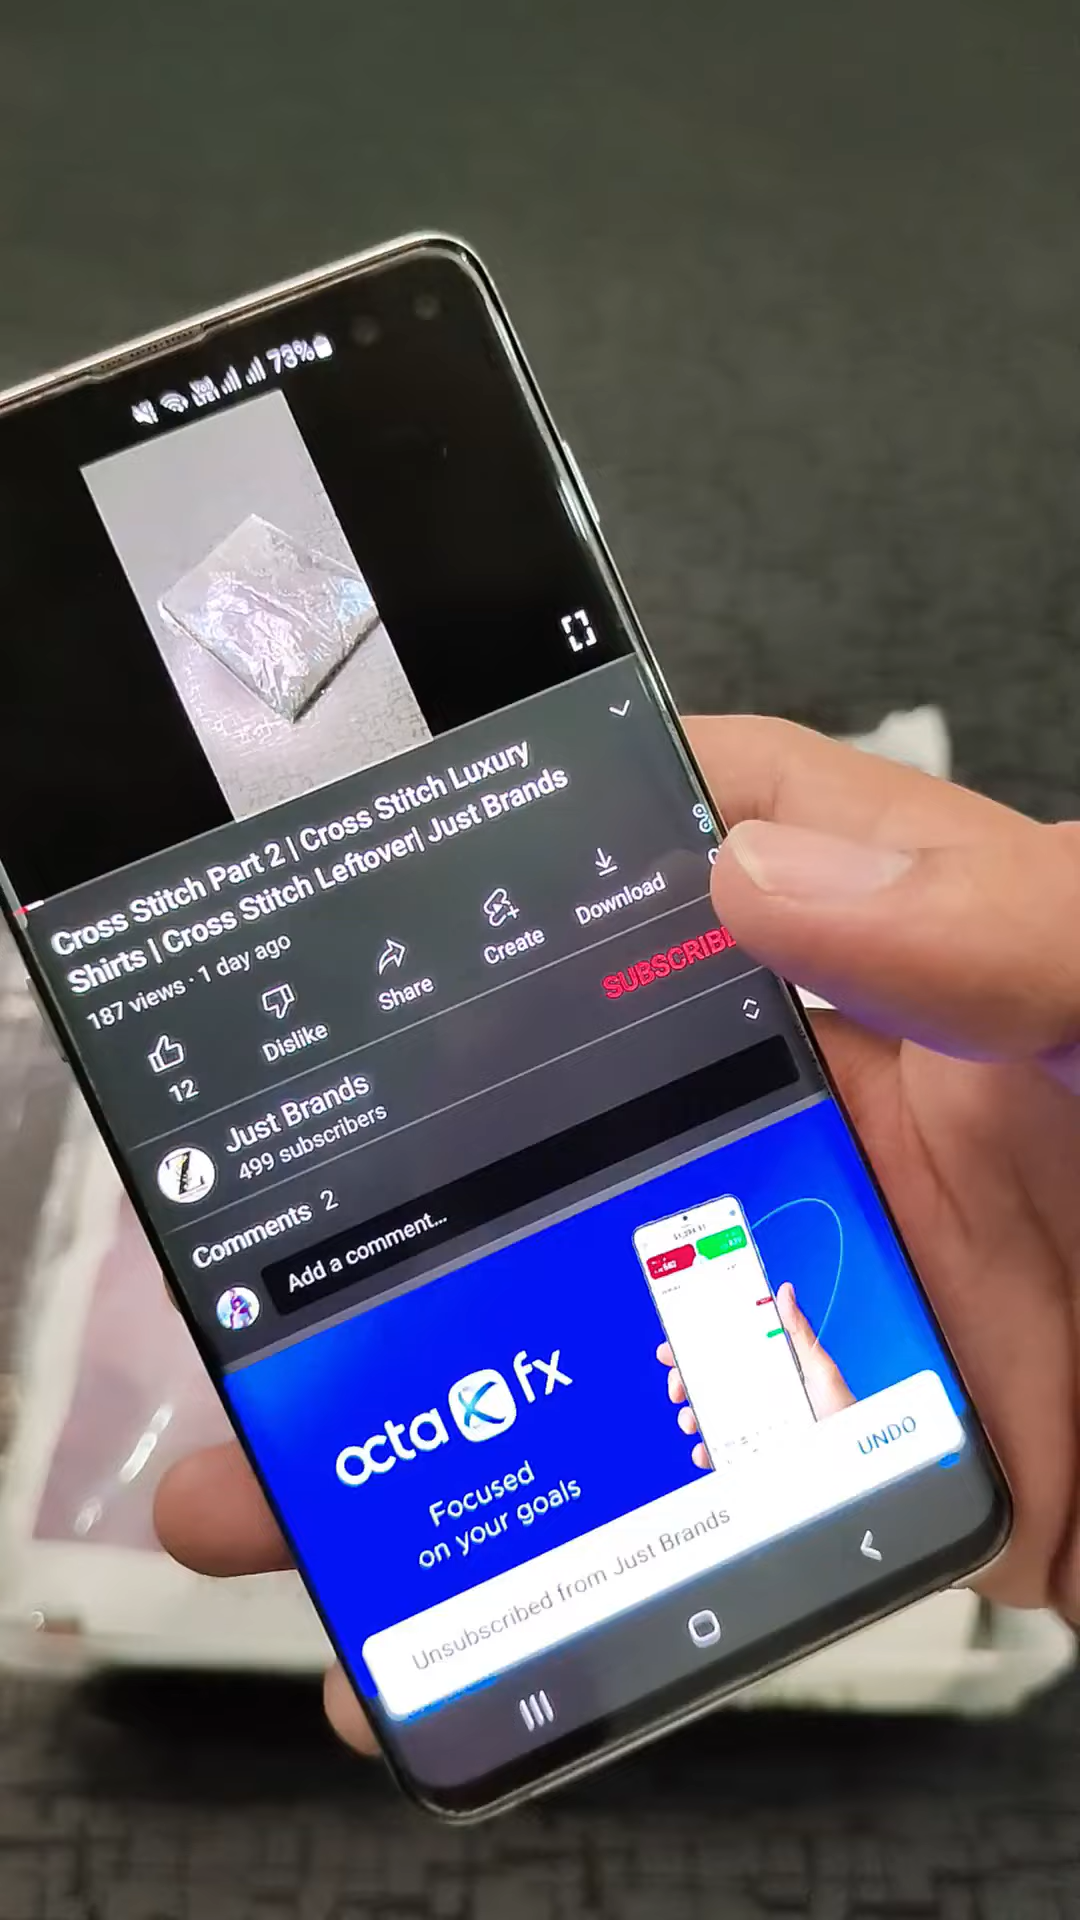 73%
Cross Stitch Part 2 | Cross Stitch Luxury
Shirts | Cross Stitch Leftover| Just Brands
187 views · 1 day ago
12
Dislike
Share
Create
Download
Just Brands
499 subscribers
SUBSCRIBE
Comments 2
Add a comment...
octa fx
Focused
on your goals
UNDO
Unsubscribed from Just Brands